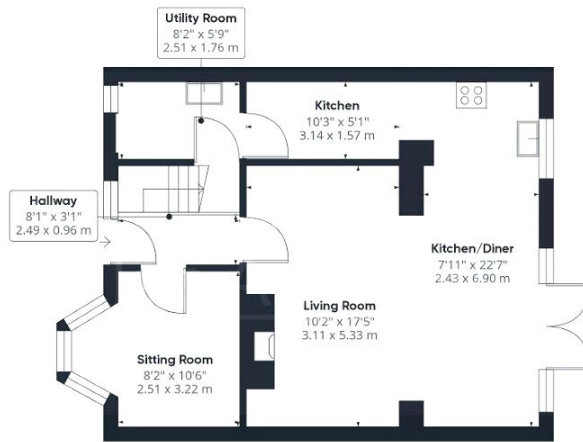 Utility Room
8'2" x 5'9"
2.51 x 1.76 m
Kitchen
10'3" x 5'1"
3.14 x 1.57 m
Hallway
8'1" x 3'1"
2.49 x 0.96 m
Kitchen/Diner
7'11" x 22'7"
2.43 x 6.90 m
Living Room
10'2" x 17'5"
3.11 x 5.33 m
Sitting Room
8'2" x 10'6"
2.51 x 3.22 m